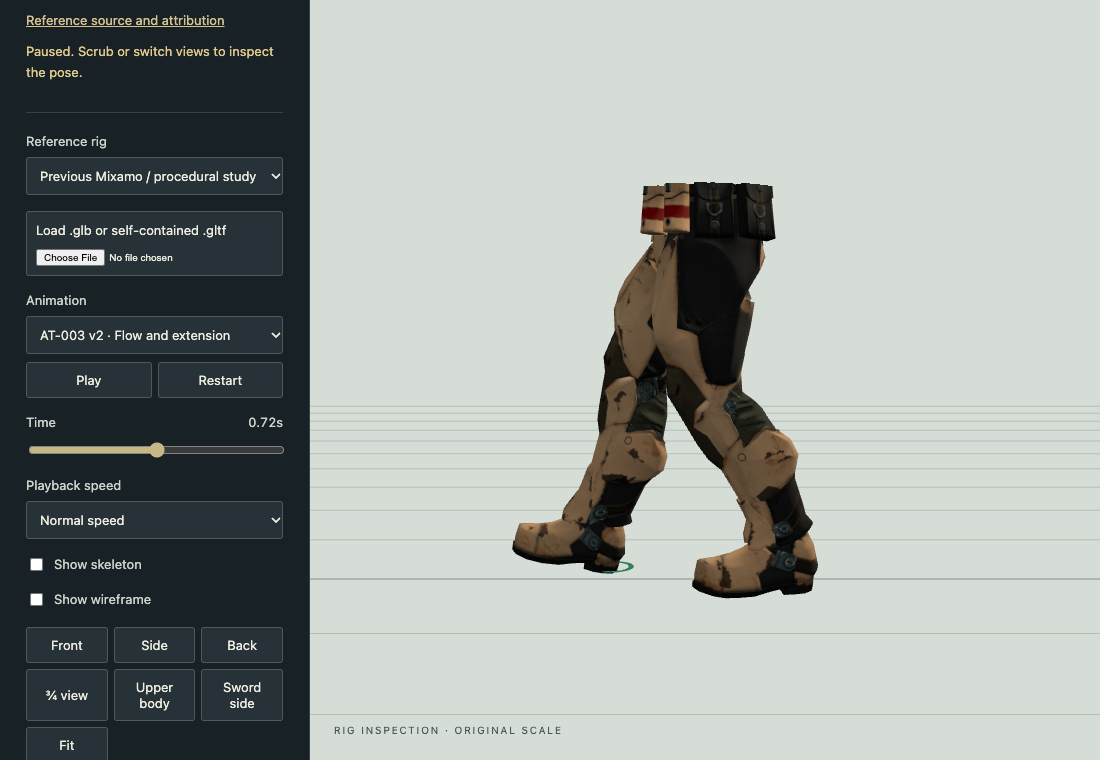 Reference source and attribution
Paused. Scrub or switch views to inspect
the pose.
Reference rig
Previous Mixamo / procedural study
Load .glb or self-contained .gltf
Choose File No file chosen
Animation
AT-003 v2 · Flow and extension
Play Restart
Time 0.72s
Playback speed
Normal speed
Show skeleton
Show wireframe
Front Side Back
¾ view
Upper
body
Sword
side
Fit
RIG INSPECTION · ORIGINAL SCALE